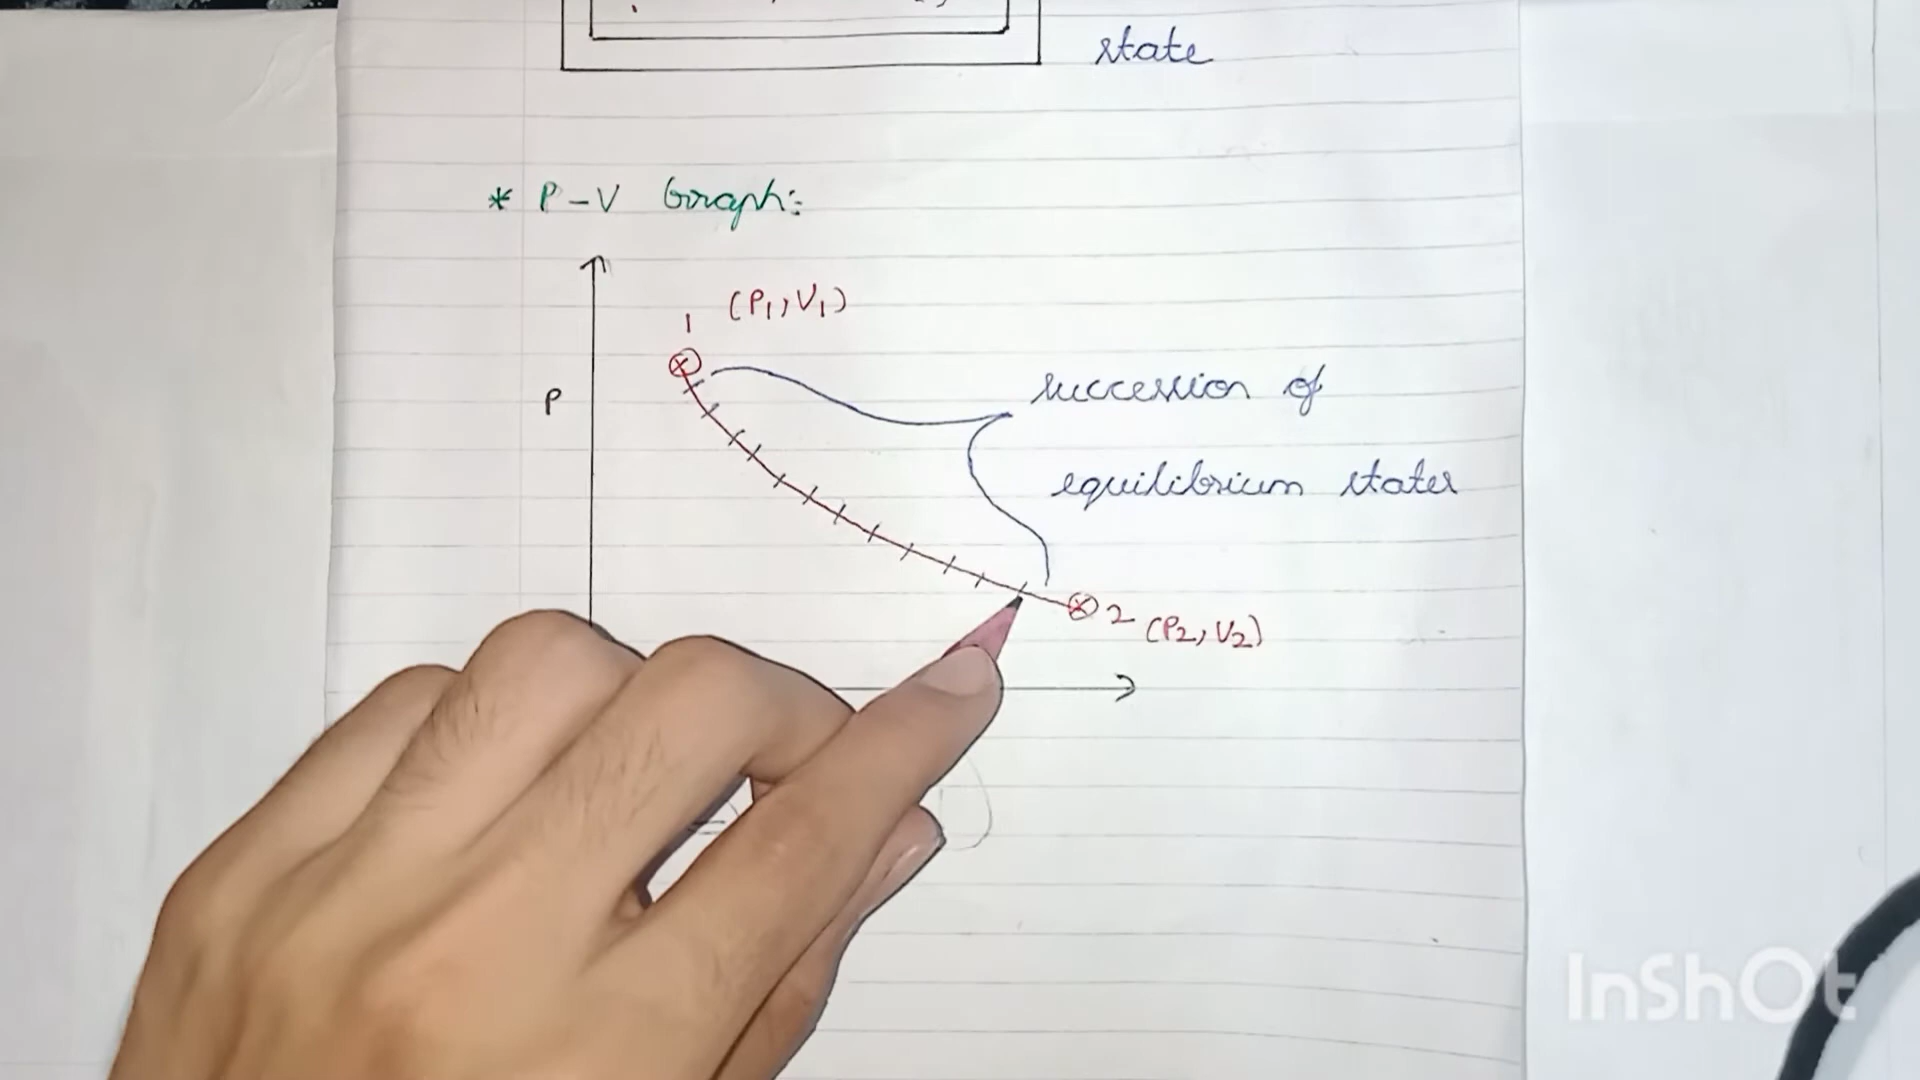 state
* P-V Graph:
1 (P1, V1)
P
succession of
equilibrium states
2 (P2, V2)
InShOt